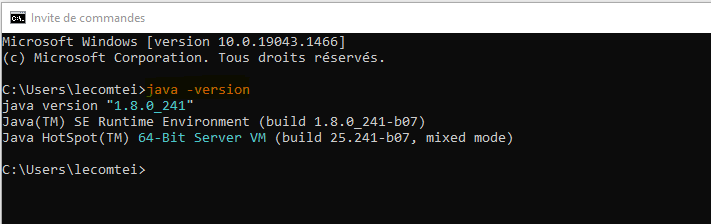 Invite de commandes
Microsoft Windows [version 10.0.19043.1466]
(c) Microsoft Corporation. Tous droits réservés.
C:\Users\lecomtei>java -version
java version "1.8.0_241"
Java(TM) SE Runtime Environment (build 1.8.0_241-b07)
Java HotSpot(TM) 64-Bit Server VM (build 25.241-b07, mixed mode)
C:\Users\lecomtei>